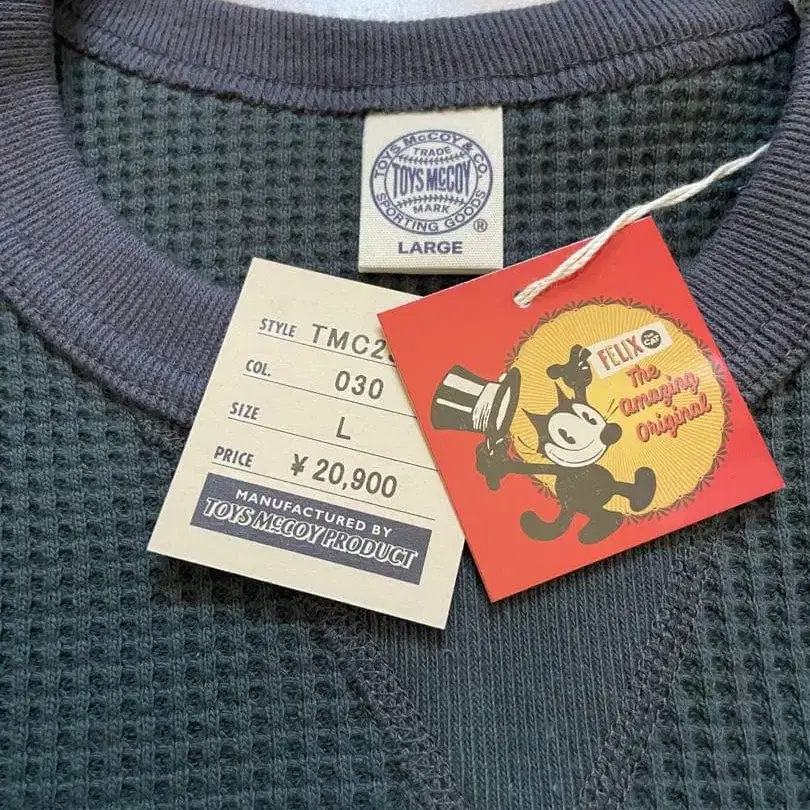 TOYS McCOY & CO.
TRADE
TOYS McCOY
MARK
SPORTING GOODS
®
LARGE
STYLE TMC2
COL. 030
SIZE L
PRICE ¥ 20,900
MANUFACTURED BY
TOYS McCOY PRODUCT
FELIX THE CAT
The
amazing
Original